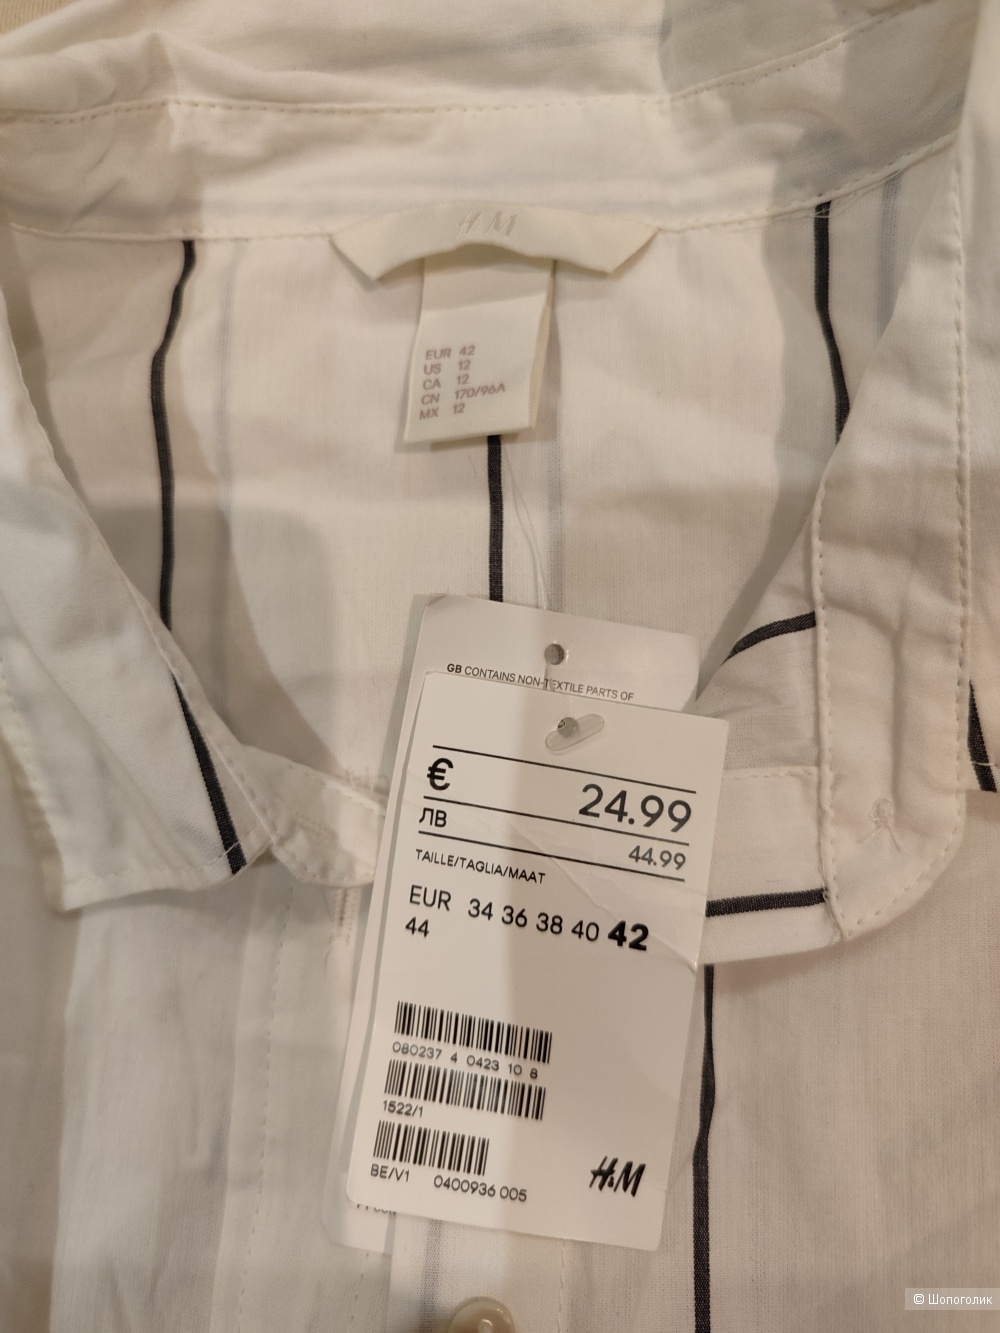 H M
EUR 42
US 12
CA 12
CN 170/96A
MX 12
GB CONTAINS NON-TEXTILE PARTS OF
€ 24.99
ЛВ 44.99
TAILLE/TAGLIA/MAAT
EUR 34 36 38 40 42
44
080237 4 0423 10 8
1522/1
BE/V1 0400936 005
H&M
© Шопоголик